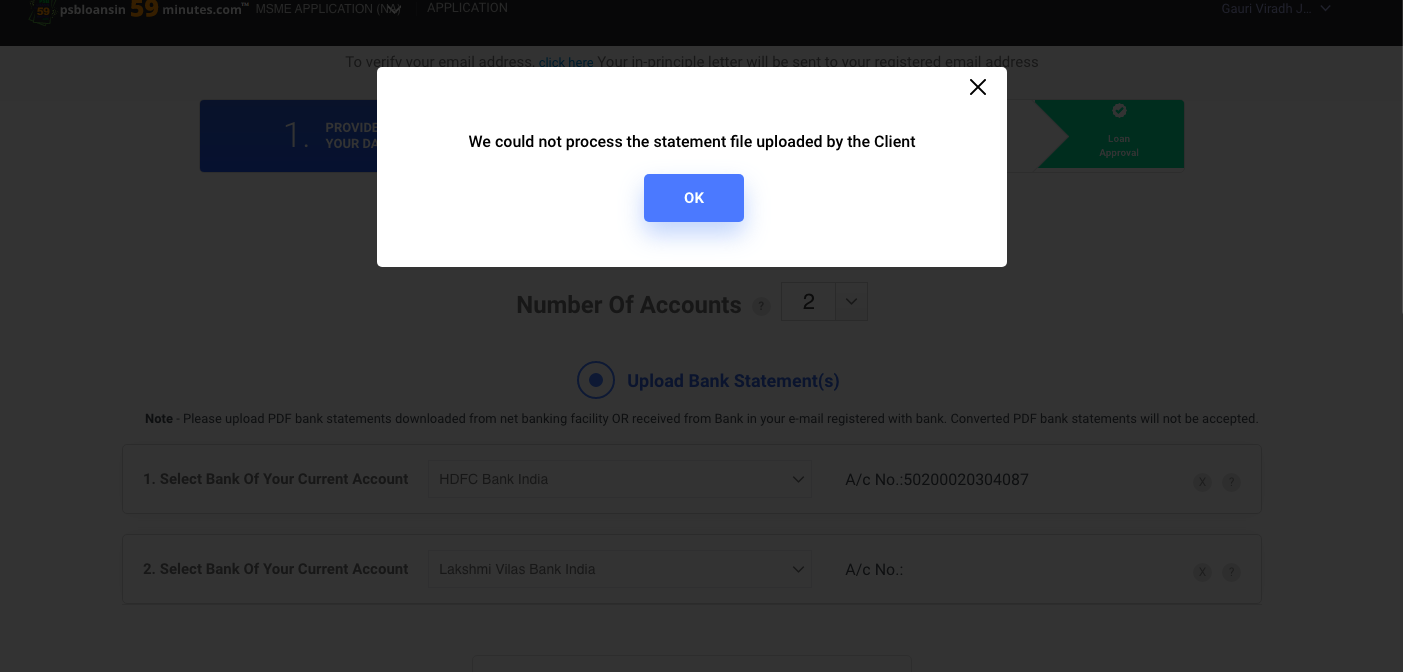 59 psbloansin 59 minutes.com™ MSME APPLICATION (NA) APPLICATION Gauri Viradh J...
To verify your email address, click here Your in-principle letter will be sent to your registered email address
1. PROVIDE
YOUR DA
Loan
Approval
We could not process the statement file uploaded by the Client
OK
Number Of Accounts ? 2
Upload Bank Statement(s)
Note - Please upload PDF bank statements downloaded from net banking facility OR received from Bank in your e-mail registered with bank. Converted PDF bank statements will not be accepted.
1. Select Bank Of Your Current Account HDFC Bank India A/c No.:50200020304087 X ?
2. Select Bank Of Your Current Account Lakshmi Vilas Bank India A/c No.: X ?